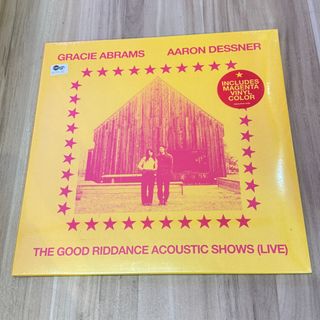 GRACIE ABRAMS AARON DESSNER
INCLUDES
MAGENTA
VINYL
COLOR
THE GOOD RIDDANCE ACOUSTIC SHOWS (LIVE)